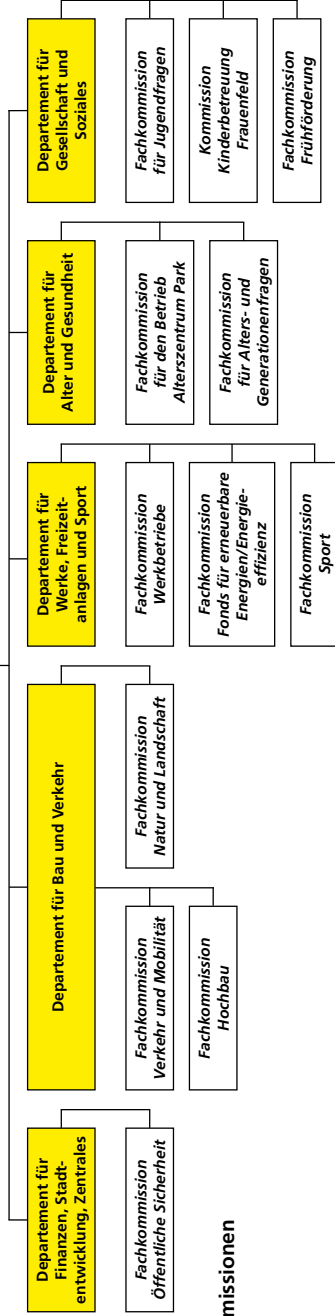 Departement für
Finanzen, Stadt-
entwicklung, Zentrales
Fachkommission
Öffentliche Sicherheit
Departement für Bau und Verkehr
Fachkommission
Verkehr und Mobilität
Fachkommission
Hochbau
Fachkommission
Natur und Landschaft
Departement für
Werke, Freizeit-
anlagen und Sport
Fachkommission
Werkbetriebe
Fachkommission
Fonds für erneuerbare
Energien/Energie-
effizienz
Fachkommission
Sport
Departement für
Alter und Gesundheit
Fachkommission
für den Betrieb
Alterszentrum Park
Fachkommission
für Alters- und
Generationenfragen
Departement für
Gesellschaft und
Soziales
Fachkommission
für Jugendfragen
Kommission
Kinderbetreuung
Frauenfeld
Fachkommission
Frühförderung
missionen